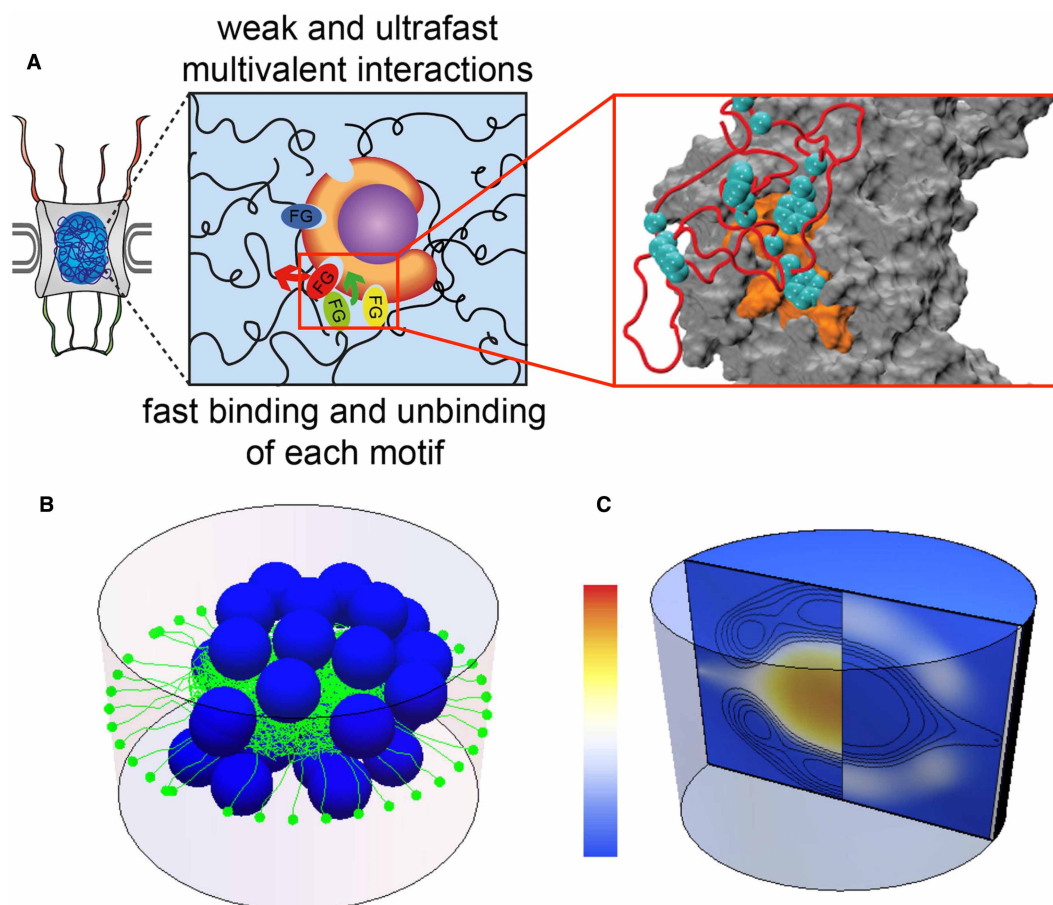 A
weak and ultrafast
multivalent interactions
FG
FG
FG
FG
fast binding and unbinding
of each motif
B
C